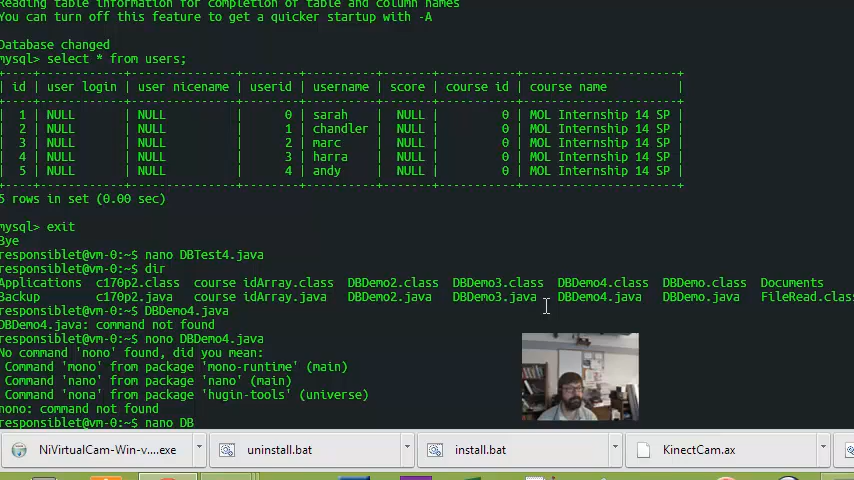 Reading table information for completion of table and column names
You can turn off this feature to get a quicker startup with -A
Database changed
mysql> select * from users;
+----+------------+---------------+--------+----------+-------+-----------+----------------------+
| id | user login | user nicename | userid | username | score | course id | course name |
+----+------------+---------------+--------+----------+-------+-----------+----------------------+
| 1 | NULL | NULL | 0 | sarah | NULL | 0 | MOL Internship 14 SP |
| 2 | NULL | NULL | 1 | chandler | NULL | 0 | MOL Internship 14 SP |
| 3 | NULL | NULL | 2 | marc | NULL | 0 | MOL Internship 14 SP |
| 4 | NULL | NULL | 3 | harra | NULL | 0 | MOL Internship 14 SP |
| 5 | NULL | NULL | 4 | andy | NULL | 0 | MOL Internship 14 SP |
+----+------------+---------------+--------+----------+-------+-----------+----------------------+
5 rows in set (0.00 sec)
mysql> exit
Bye
responsiblet@vm-0:~$ nano DBTest4.java
responsiblet@vm-0:~$ dir
Applications c170p2.class course idArray.class DBDemo2.class DBDemo3.class DBDemo4.class DBDemo.class Documents
Backup c170p2.java course idArray.java DBDemo2.java DBDemo3.java DBDemo4.java DBDemo.java FileRead.class
responsiblet@vm-0:~$ DBDemo4.java
DBDemo4.java: command not found
responsiblet@vm-0:~$ nono DBDemo4.java
No command 'nono' found, did you mean:
Command 'mono' from package 'mono-runtime' (main)
Command 'nano' from package 'nano' (main)
Command 'nona' from package 'hugin-tools' (universe)
nono: command not found
responsiblet@vm-0:~$ nano DB
NiVirtualCam-Win-v....exe uninstall.bat install.bat KinectCam.ax